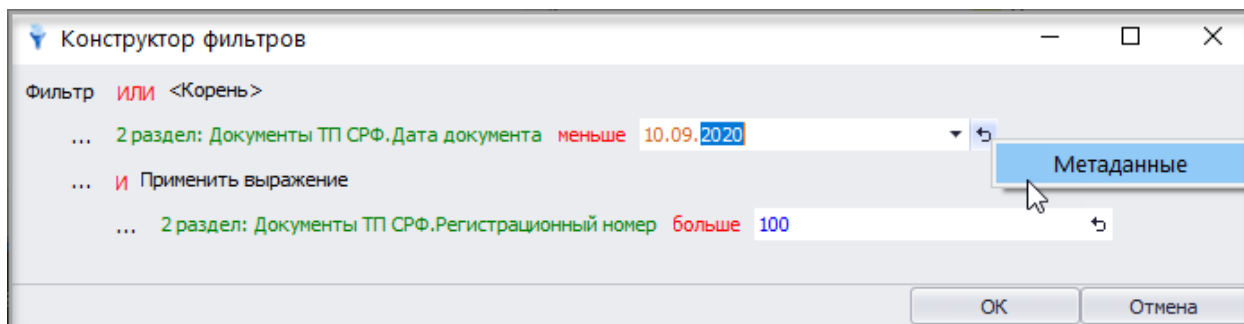 Конструктор фильтров
Фильтр ИЛИ <Корень>
... 2 раздел: Документы ТП СРФ.Дата документа меньше 10.09.2020
Метаданные
... И Применить выражение
... 2 раздел: Документы ТП СРФ.Регистрационный номер больше 100
ОК Отмена